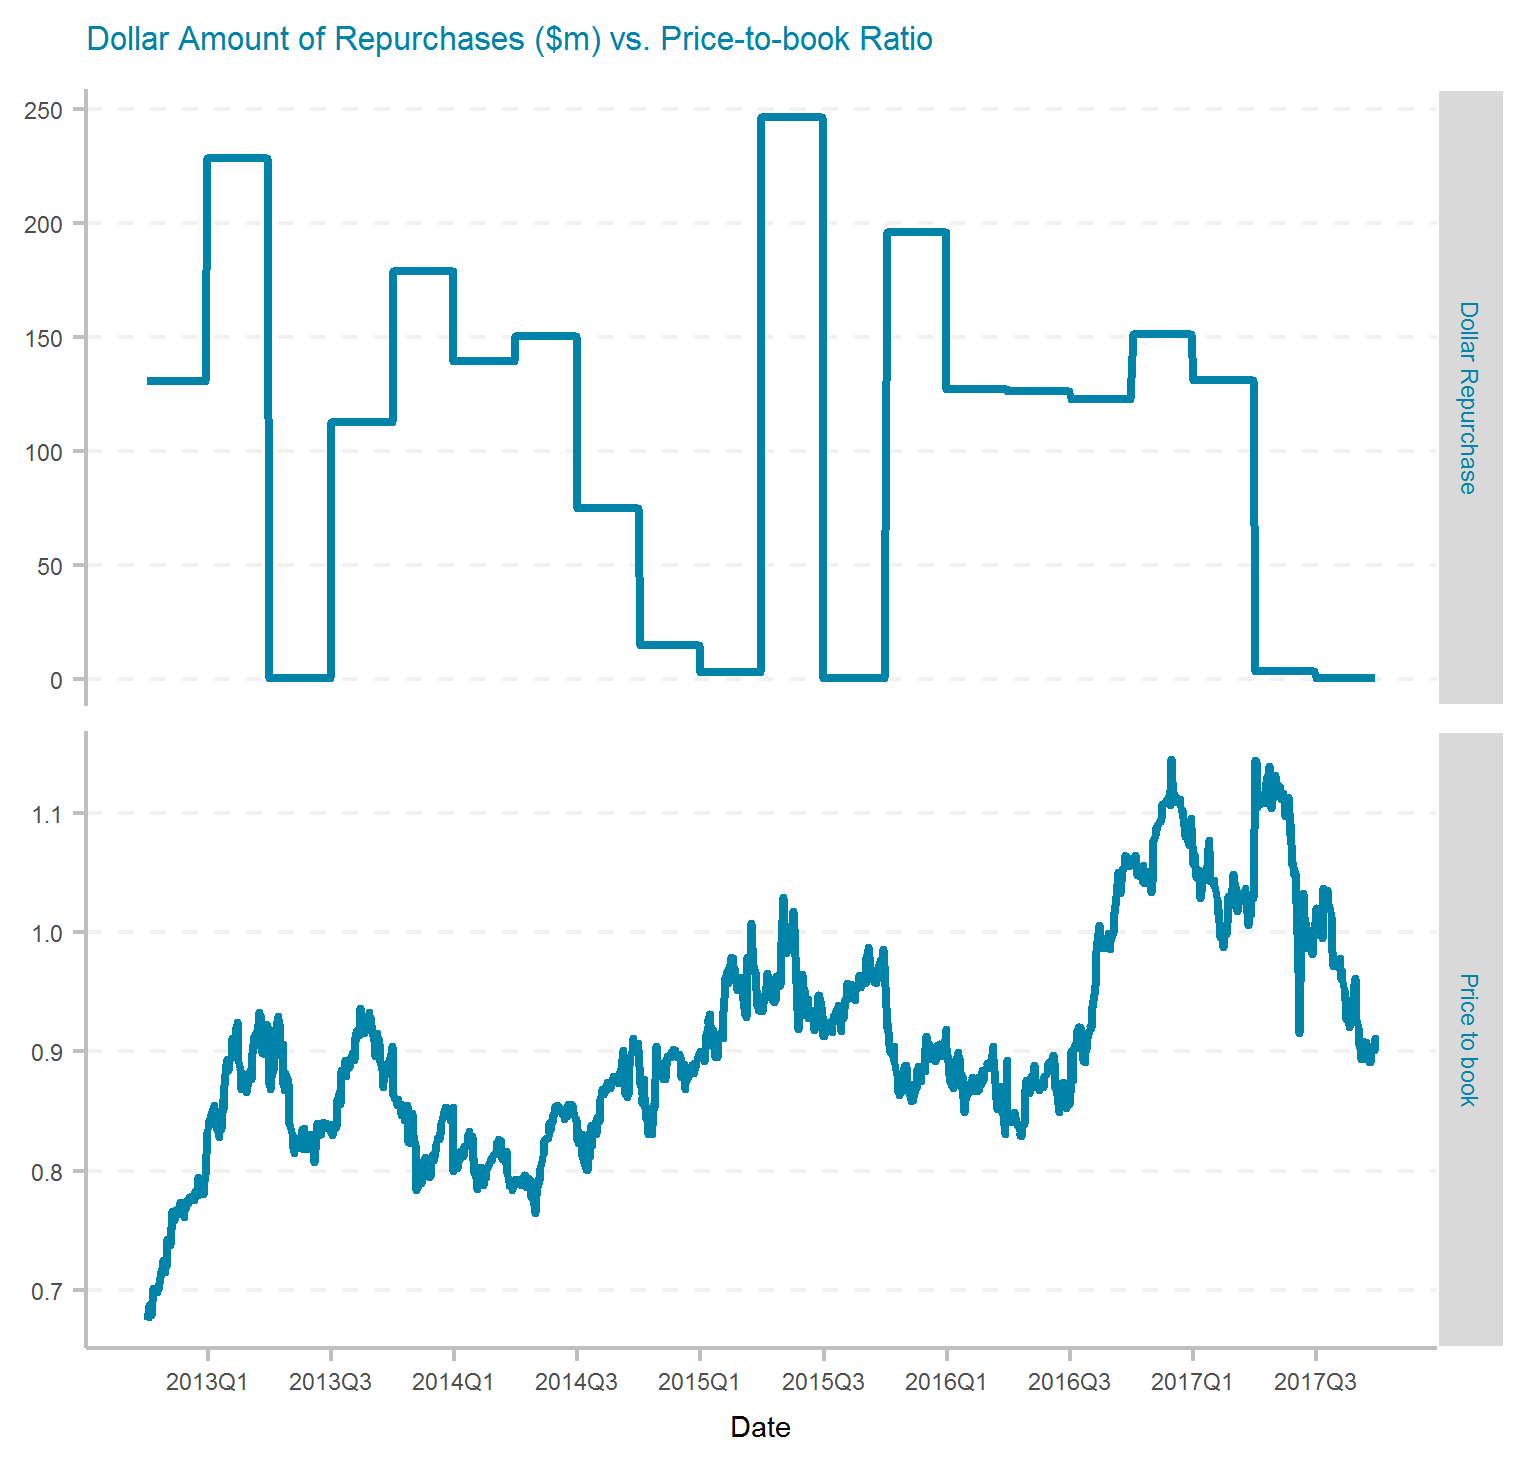 Dollar Amount of Repurchases ($m) vs. Price-to-book Ratio
250
200
150
100
50
0
Dollar Repurchase
1.1
1.0
0.9
0.8
0.7
Price to book
2013Q1 2013Q3 2014Q1 2014Q3 2015Q1 2015Q3 2016Q1 2016Q3 2017Q1 2017Q3
Date